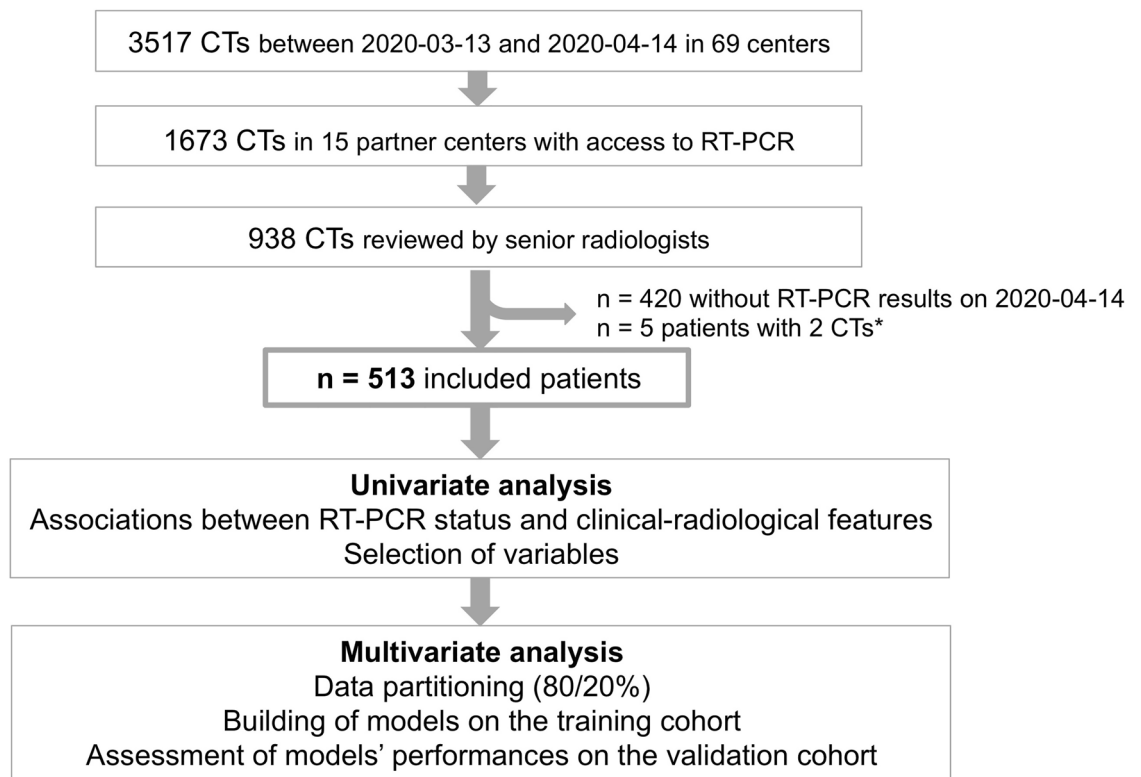 3517 CTs between 2020-03-13 and 2020-04-14 in 69 centers
1673 CTs in 15 partner centers with access to RT-PCR
938 CTs reviewed by senior radiologists
n = 420 without RT-PCR results on 2020-04-14
n = 5 patients with 2 CTs*
n = 513 included patients
Univariate analysis
Associations between RT-PCR status and clinical-radiological features
Selection of variables
Multivariate analysis
Data partitioning (80/20%)
Building of models on the training cohort
Assessment of models’ performances on the validation cohort